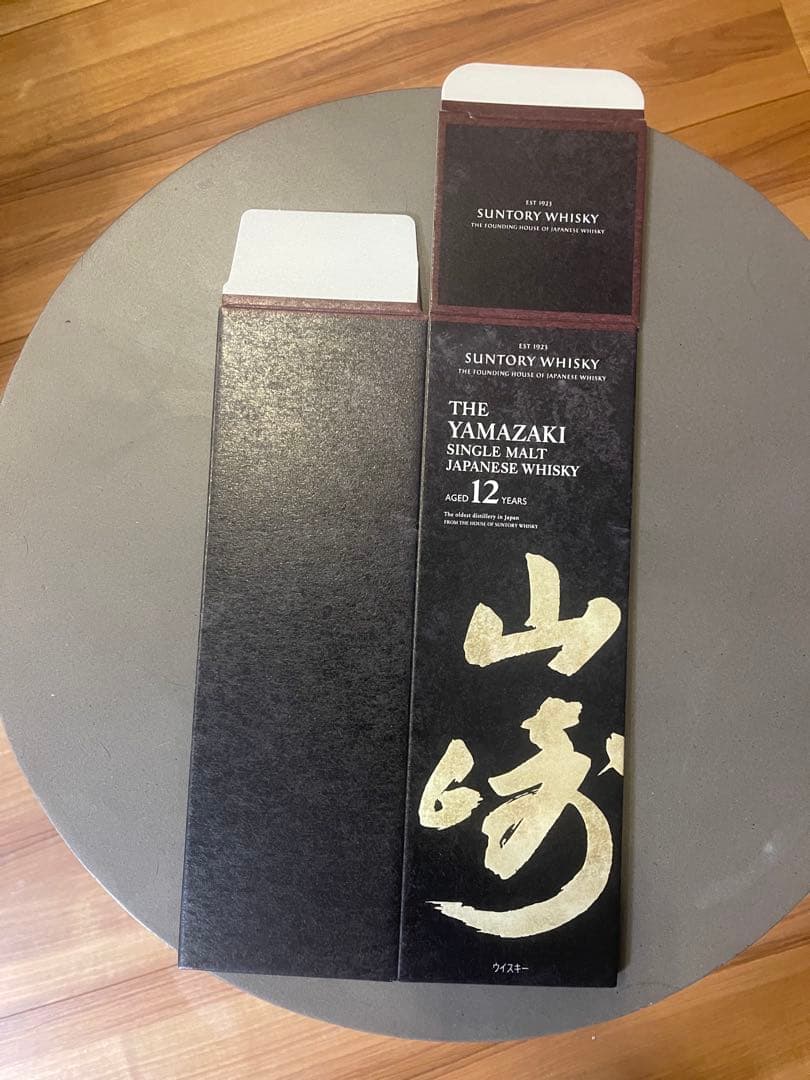 EST 1923
SUNTORY WHISKY
THE FOUNDING HOUSE OF JAPANESE WHISKY
EST 1923
SUNTORY WHISKY
THE FOUNDING HOUSE OF JAPANESE WHISKY
THE
YAMAZAKI
SINGLE MALT
JAPANESE WHISKY
AGED 12 YEARS
The oldest distillery in Japan
FROM THE HOUSE OF SUNTORY WHISKY
山
崎
ウイスキー